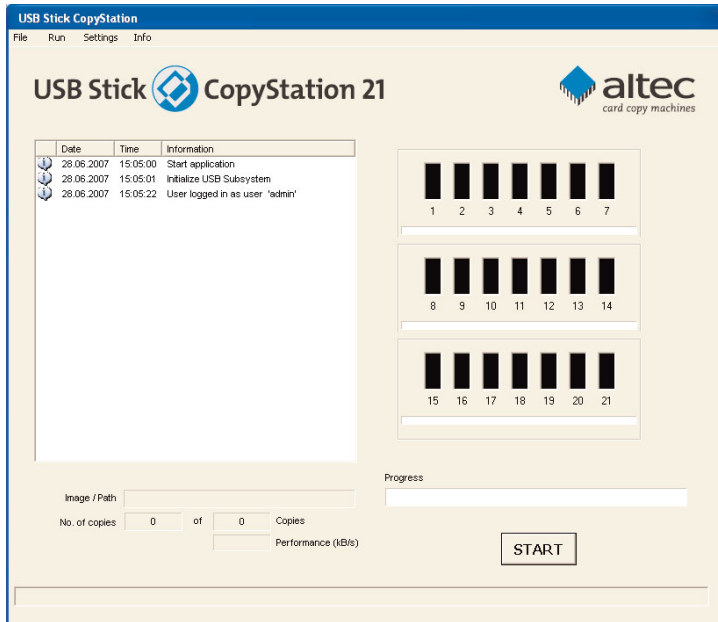 USB Stick CopyStation
File Run Settings Info
USB Stick CopyStation 21
altec
card copy machines
Date Time Information
28.06.2007 15:05:00 Start application
28.06.2007 15:05:01 Initialize USB Subsystem
28.06.2007 15:05:22 User logged in as user 'admin'
1 2 3 4 5 6 7
8 9 10 11 12 13 14
15 16 17 18 19 20 21
Progress
Image / Path
No. of copies 0 of 0 Copies
Performance (kB/s)
START